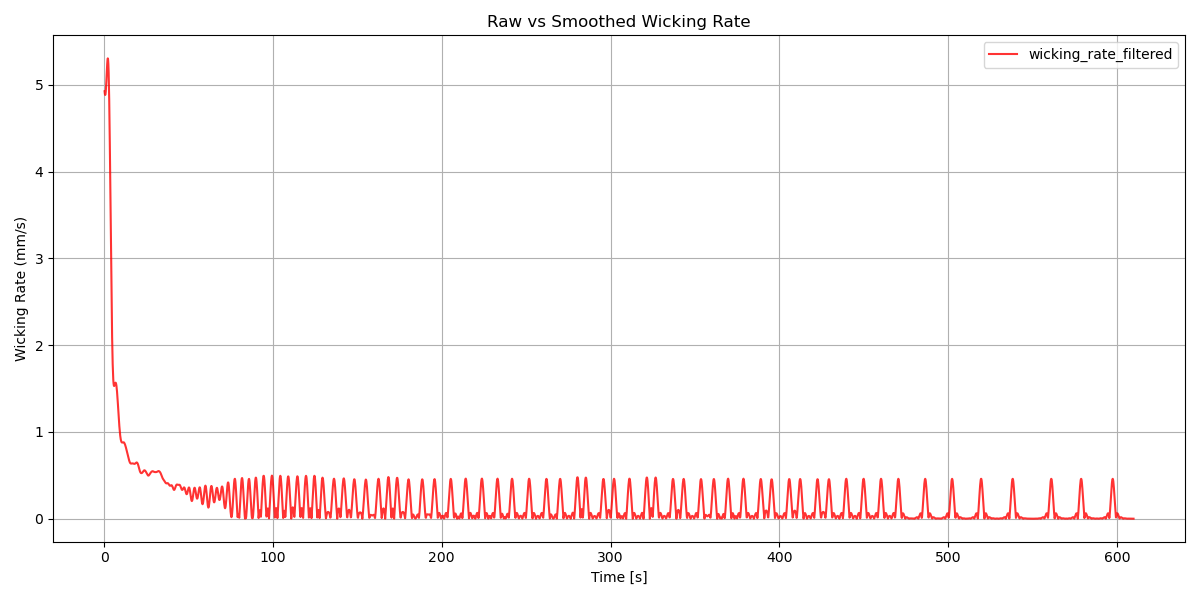 Raw vs Smoothed Wicking Rate
wicking_rate_filtered
Wicking Rate (mm/s)
5
4
3
2
1
0
0 100 200 300 400 500 600
Time [s]